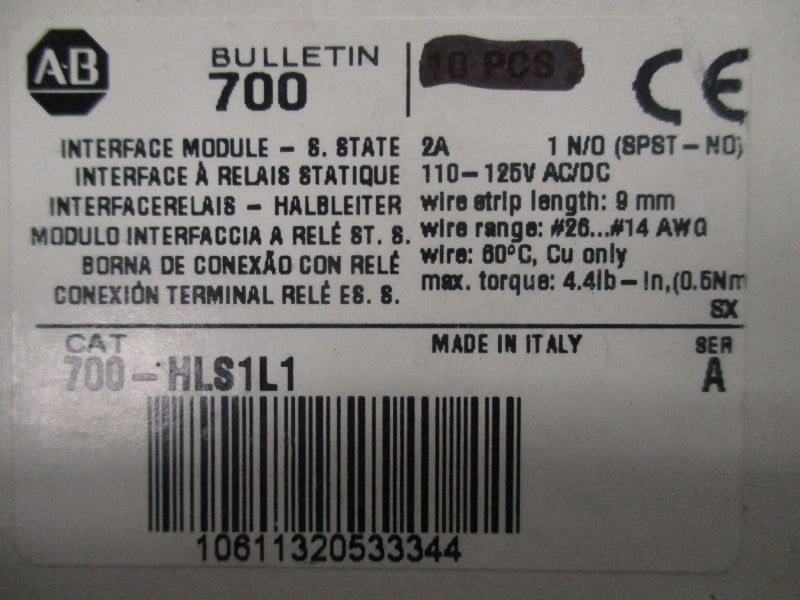 A-B
BULLETIN
700
10 PCS
CE
INTERFACE MODULE - S. STATE
INTERFACE À RELAIS STATIQUE
INTERFACERELAIS - HALBLEITER
MODULO INTERFACCIA A RELÉ ST. S.
BORNA DE CONEXÃO CON RELÉ
CONEXIÓN TERMINAL RELÉ ES. S.
2A 1 N/O (SPST-NO)
110-125V AC/DC
wire strip length: 9 mm
wire range: #26...#14 AWG
wire: 60°C, Cu only
max. torque: 4.4lb-In,(0.5Nm
SX
CAT
700-HLS1L1
MADE IN ITALY
SER
A
10611320533344